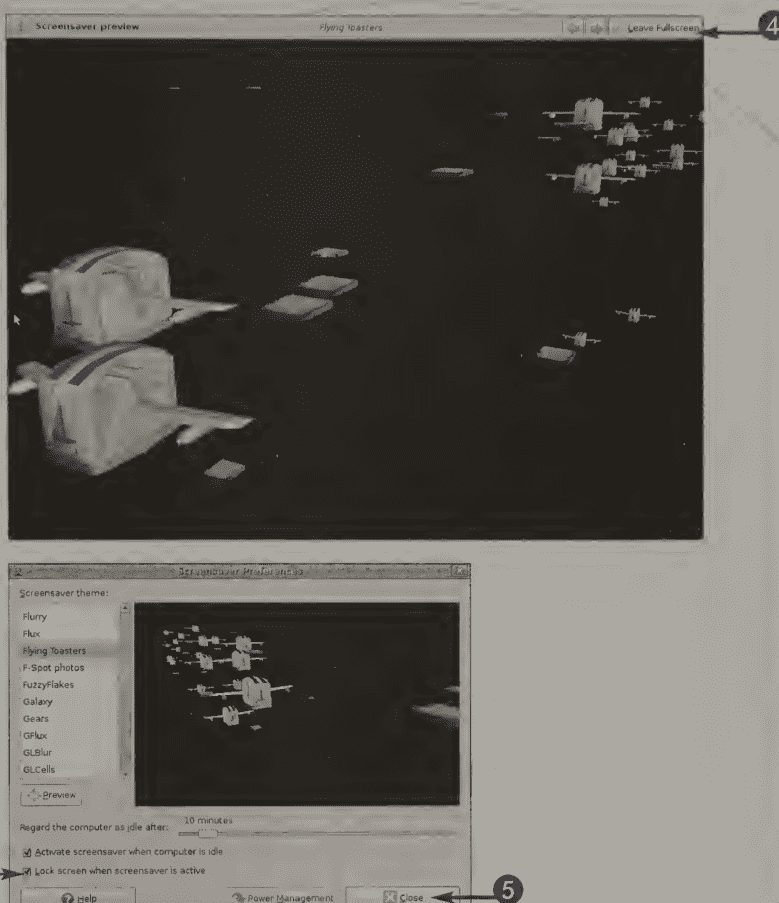 Screensaver preview Flying Toasters Leave Fullscreen
4
Screensaver Preferences
Screensaver theme:
Flurry
Flux
Flying Toasters
F-Spot photos
FuzzyFlakes
Galaxy
Gears
GFlux
GLBlur
GLCells
Preview
Regard the computer as idle after: 10 minutes
Activate screensaver when computer is idle
Lock screen when screensaver is active
Help Power Management Close
5